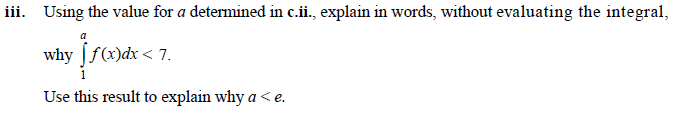 iii. Using the value for a determined in c.ii., explain in words, without evaluating the integral,
why ∫₁ᵃ f(x)dx < 7.
Use this result to explain why a < e.